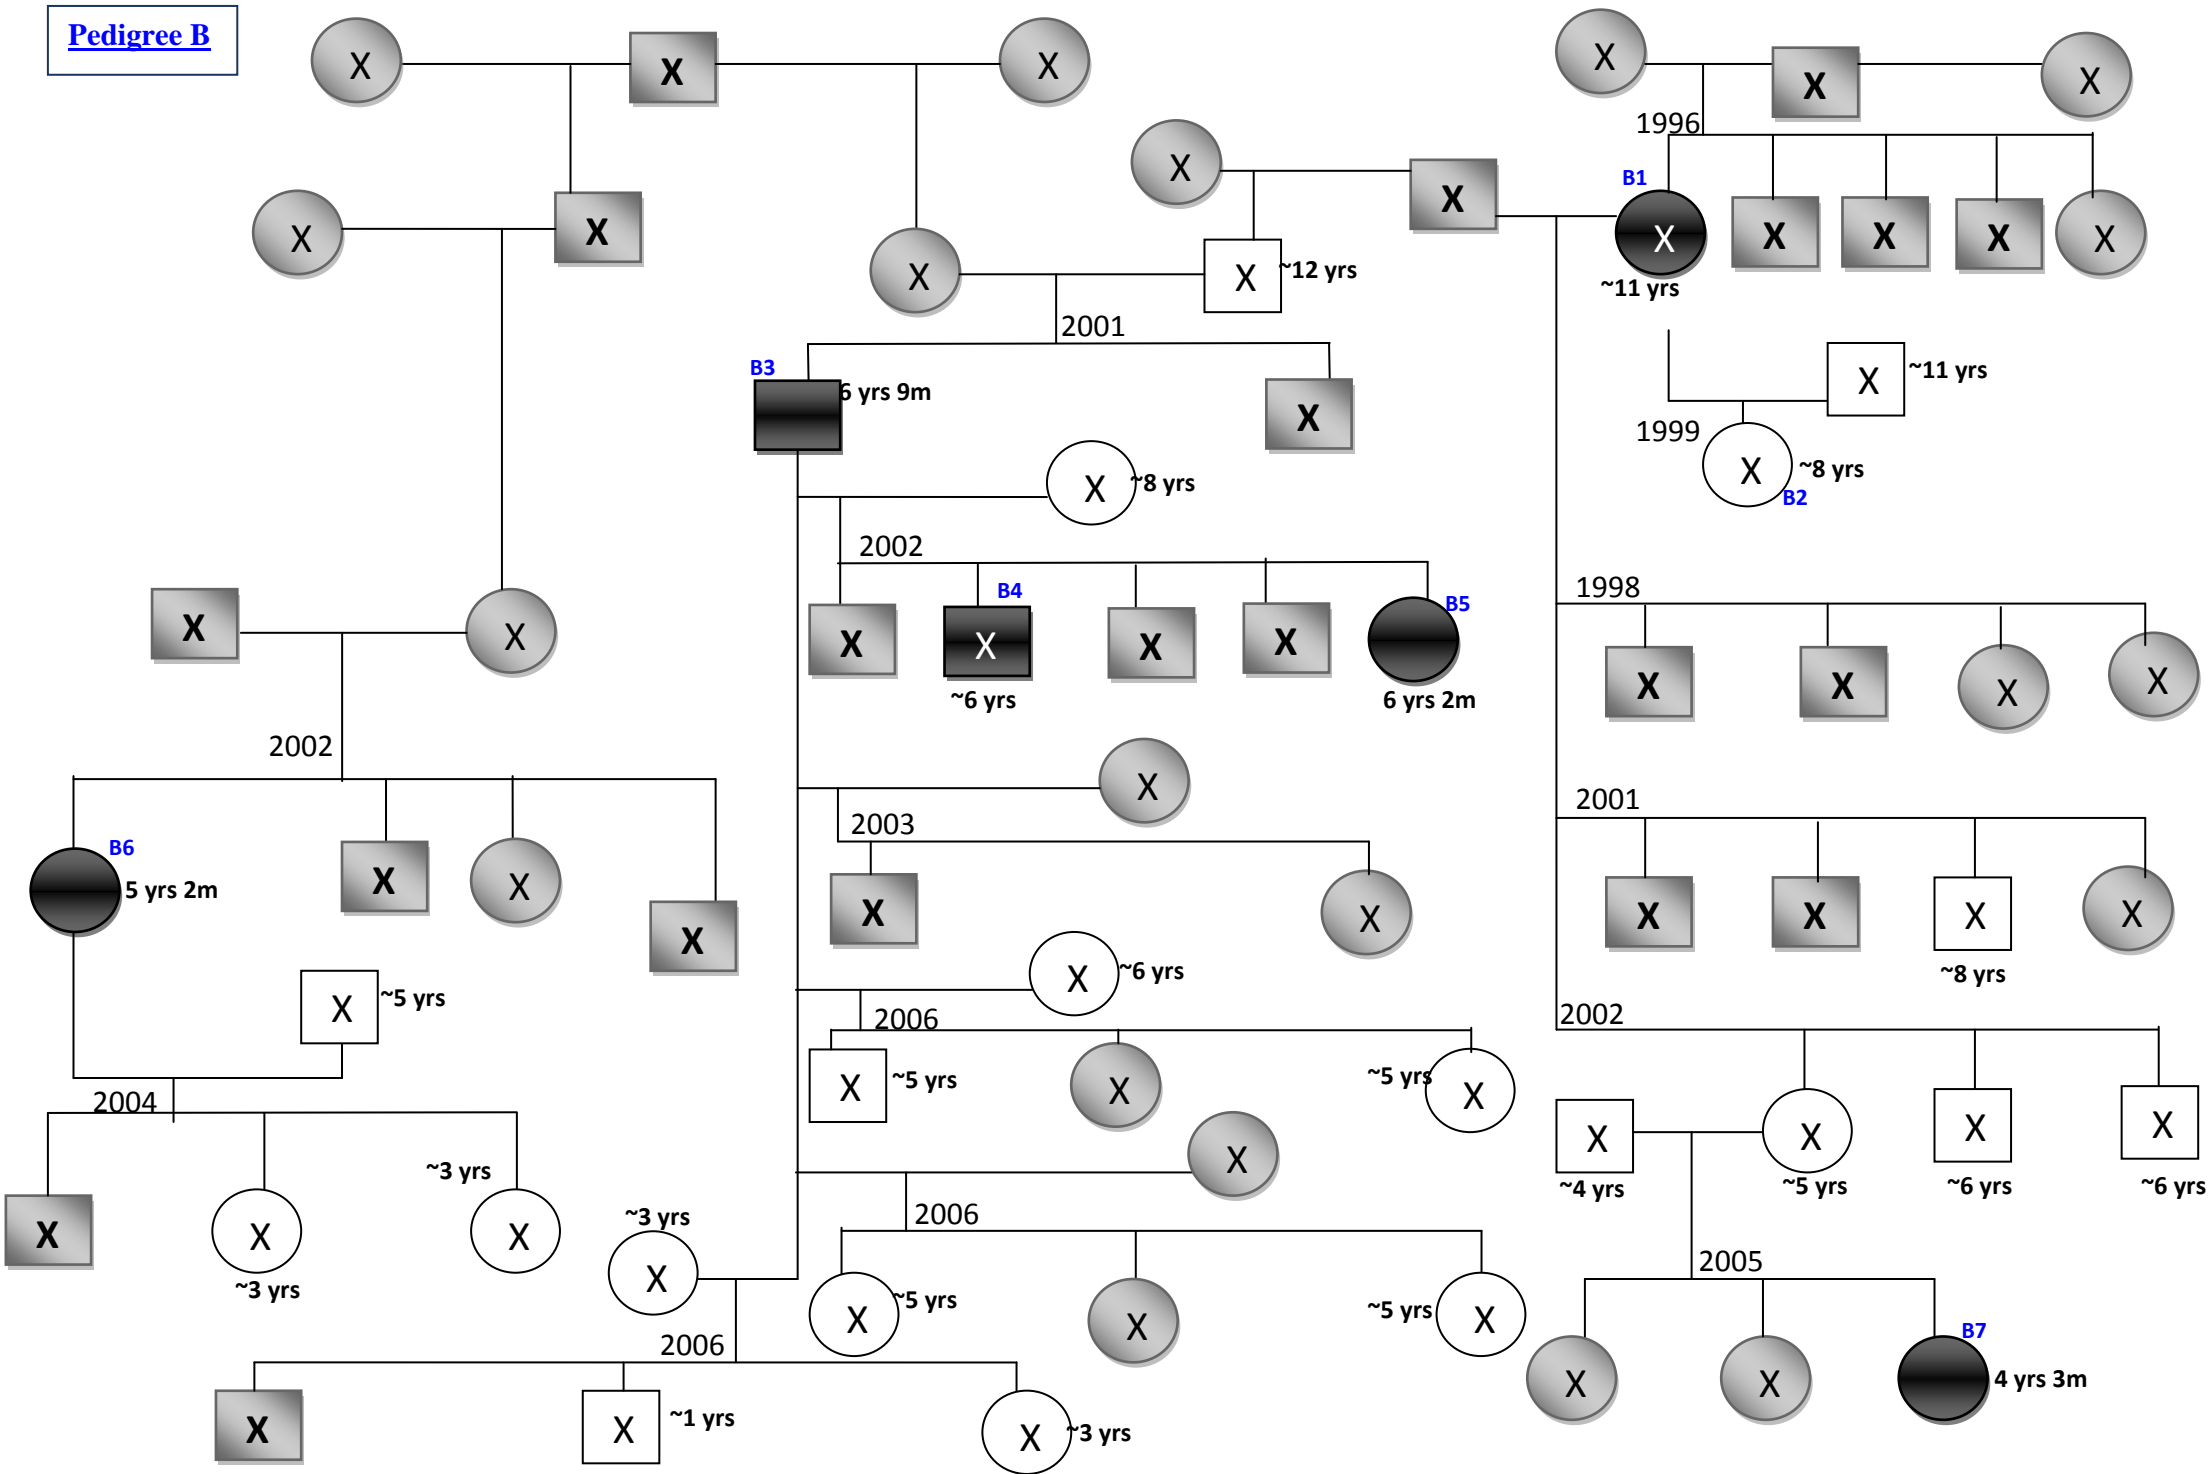 Pedigree B
X X X X X X
1996
X X
B1
X X X X X X X
~11 yrs
X X ~12 yrs
2001
B3
6 yrs 9m
X
X ~11 yrs
1999
X ~8 yrs
B2
X ~8 yrs
2002
B4
B5
X X X X
~6 yrs
6 yrs 2m
1998
X X X X
X X
2002
X
2003
2001
B6
5 yrs 2m
X X X
X X
X X X X
~8 yrs
X ~5 yrs
X ~6 yrs
2006
2002
X ~5 yrs
X
~5 yrs X
2004
X X X X
~4 yrs
~5 yrs
~6 yrs
~6 yrs
X
X
X
~3 yrs
~3 yrs
X
~3 yrs
X
2006
X ~5 yrs
X
~5 yrs X
2005
B7
X X
4 yrs 3m
2006
X
X ~1 yrs
X ~3 yrs